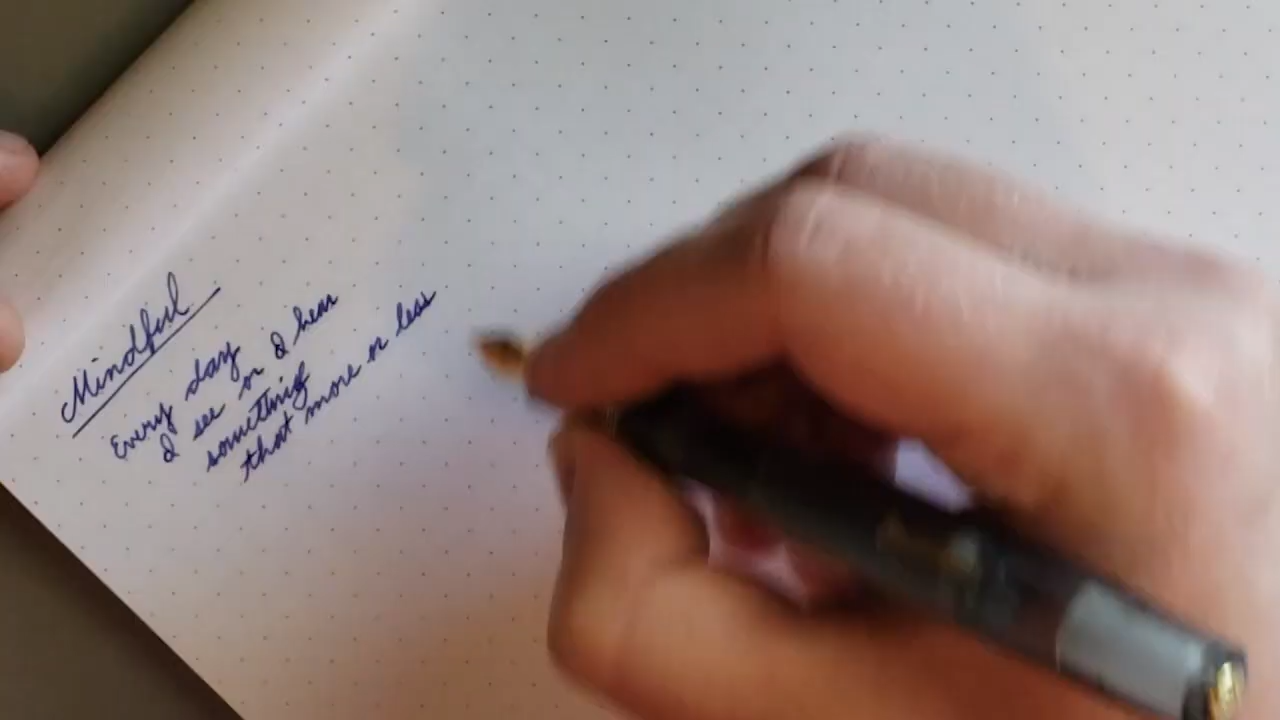 Mindful
Every day
I see or I hear
something
that more or less